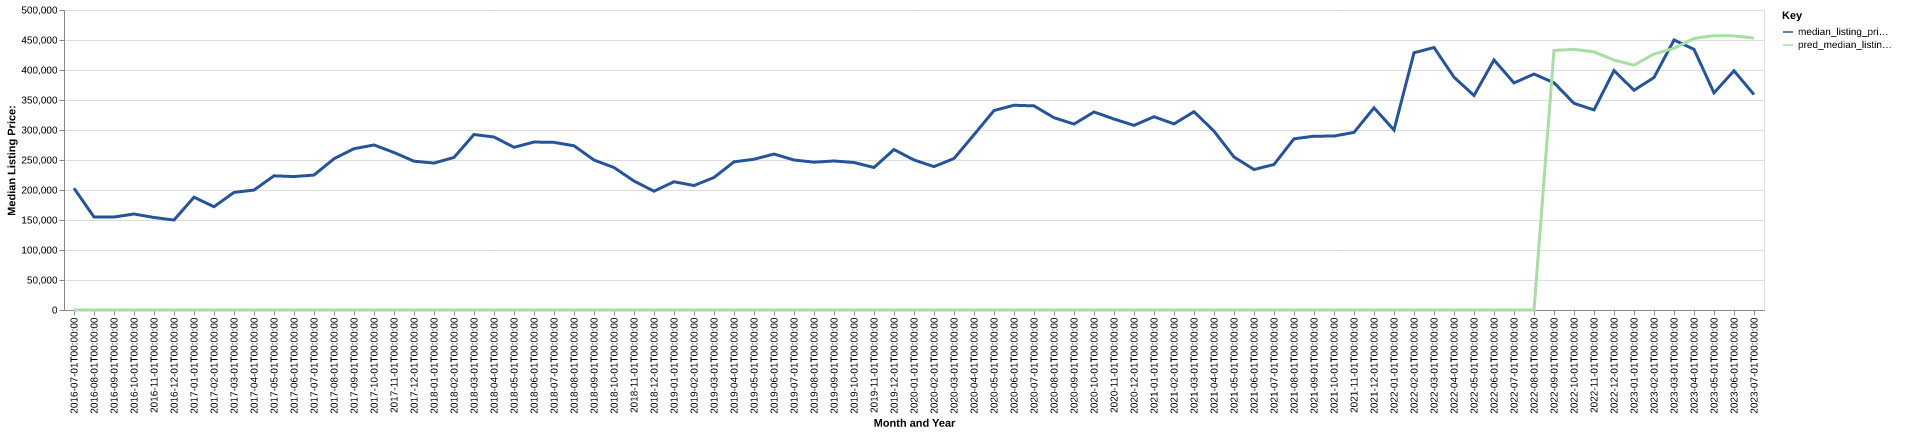 500,000
450,000
400,000
350,000
300,000
250,000
200,000
150,000
100,000
50,000
0
Median Listing Price:
2016-07-01T00:00:00
2016-08-01T00:00:00
2016-09-01T00:00:00
2016-10-01T00:00:00
2016-11-01T00:00:00
2016-12-01T00:00:00
2017-01-01T00:00:00
2017-02-01T00:00:00
2017-03-01T00:00:00
2017-04-01T00:00:00
2017-05-01T00:00:00
2017-06-01T00:00:00
2017-07-01T00:00:00
2017-08-01T00:00:00
2017-09-01T00:00:00
2017-10-01T00:00:00
2017-11-01T00:00:00
2017-12-01T00:00:00
2018-01-01T00:00:00
2018-02-01T00:00:00
2018-03-01T00:00:00
2018-04-01T00:00:00
2018-05-01T00:00:00
2018-06-01T00:00:00
2018-07-01T00:00:00
2018-08-01T00:00:00
2018-09-01T00:00:00
2018-10-01T00:00:00
2018-11-01T00:00:00
2018-12-01T00:00:00
2019-01-01T00:00:00
2019-02-01T00:00:00
2019-03-01T00:00:00
2019-04-01T00:00:00
2019-05-01T00:00:00
2019-06-01T00:00:00
2019-07-01T00:00:00
2019-08-01T00:00:00
2019-09-01T00:00:00
2019-10-01T00:00:00
2019-11-01T00:00:00
2019-12-01T00:00:00
2020-01-01T00:00:00
2020-02-01T00:00:00
2020-03-01T00:00:00
2020-04-01T00:00:00
2020-05-01T00:00:00
2020-06-01T00:00:00
2020-07-01T00:00:00
2020-08-01T00:00:00
2020-09-01T00:00:00
2020-10-01T00:00:00
2020-11-01T00:00:00
2020-12-01T00:00:00
2021-01-01T00:00:00
2021-02-01T00:00:00
2021-03-01T00:00:00
2021-04-01T00:00:00
2021-05-01T00:00:00
2021-06-01T00:00:00
2021-07-01T00:00:00
2021-08-01T00:00:00
2021-09-01T00:00:00
2021-10-01T00:00:00
2021-11-01T00:00:00
2021-12-01T00:00:00
2022-01-01T00:00:00
2022-02-01T00:00:00
2022-03-01T00:00:00
2022-04-01T00:00:00
2022-05-01T00:00:00
2022-06-01T00:00:00
2022-07-01T00:00:00
2022-08-01T00:00:00
2022-09-01T00:00:00
2022-10-01T00:00:00
2022-11-01T00:00:00
2022-12-01T00:00:00
2023-01-01T00:00:00
2023-02-01T00:00:00
2023-03-01T00:00:00
2023-04-01T00:00:00
2023-05-01T00:00:00
2023-06-01T00:00:00
2023-07-01T00:00:00
Month and Year
Key
median_listing_pri…
pred_median_listin…